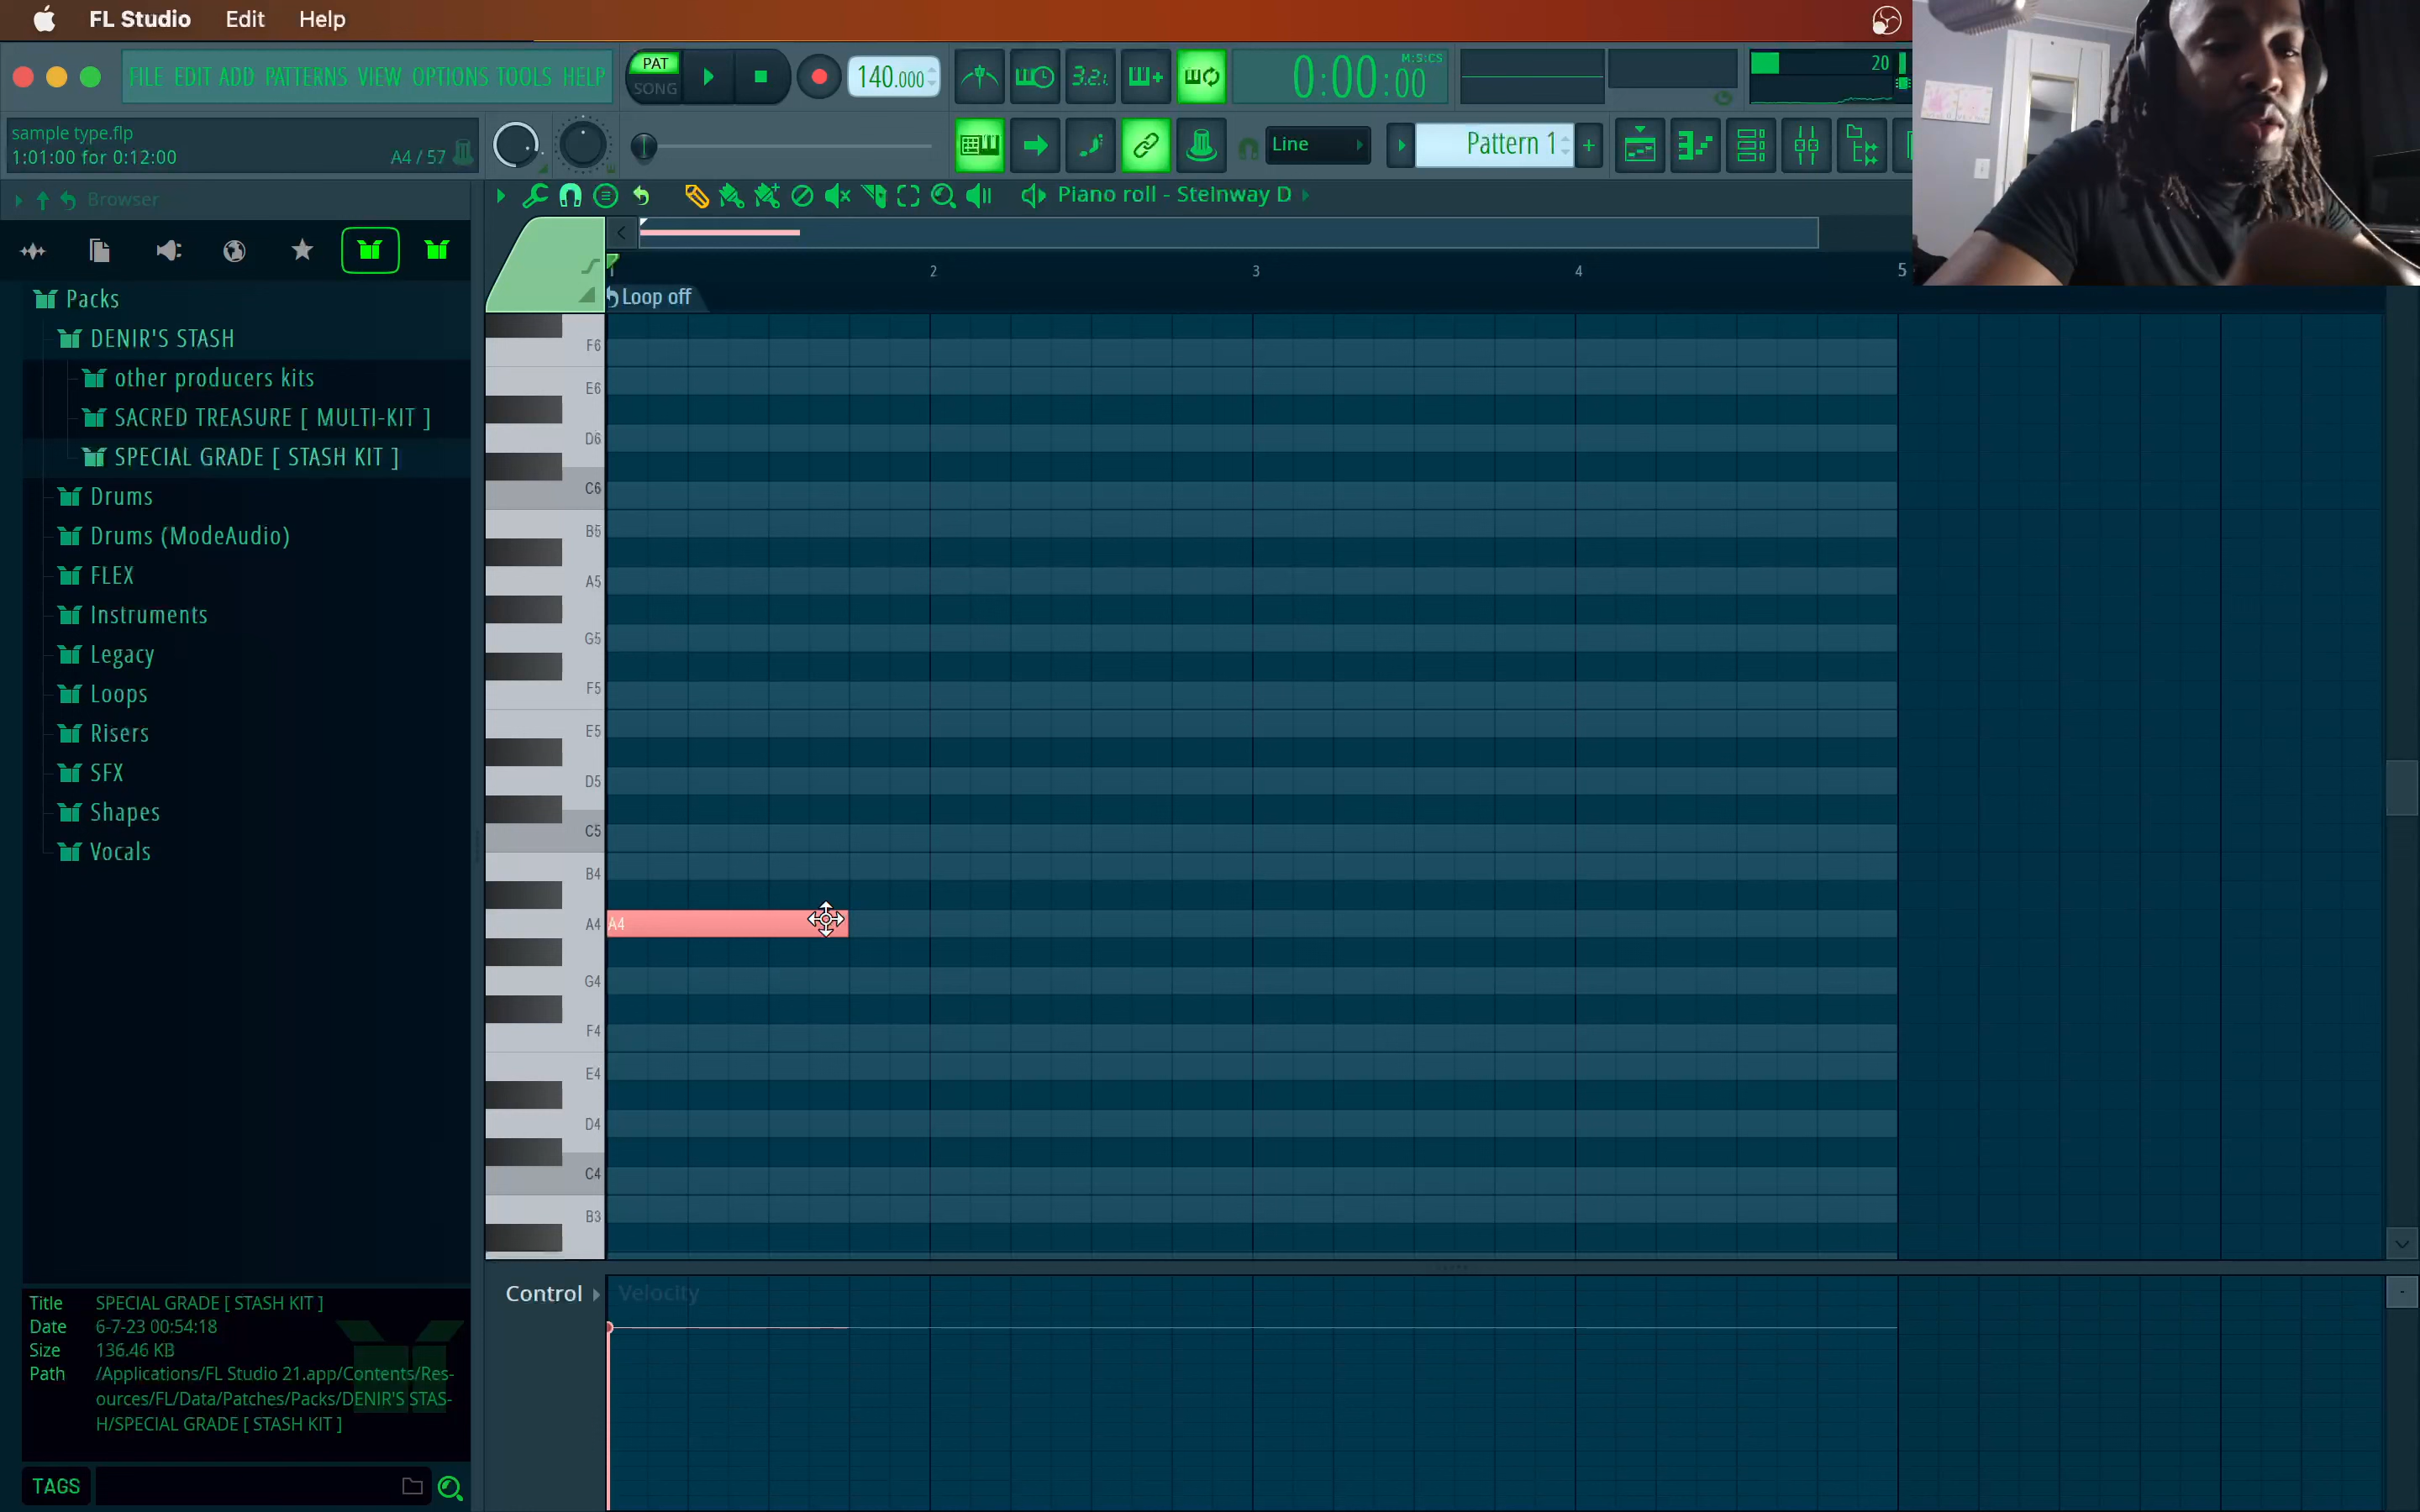 FL Studio Edit Help
FILE EDIT ADD PATTERNS VIEW OPTIONS TOOLS HELP
PAT
SONG
140.000
3.2.
0:00:00
M:S:CS
20
sample type.flp
1:01:00 for 0:12:00
A4 / 57
Line
Pattern 1
+
Browser
Piano roll - Steinway D
Packs
DENIR'S STASH
other producers kits
SACRED TREASURE [ MULTI-KIT ]
SPECIAL GRADE [ STASH KIT ]
Drums
Drums (ModeAudio)
FLEX
Instruments
Legacy
Loops
Risers
SFX
Shapes
Vocals
1 2 3 4 5
Loop off
F6
E6
D6
C6
B5
A5
G5
F5
E5
D5
C5
B4
A4 A4
G4
F4
E4
D4
C4
B3
Control Velocity
Title SPECIAL GRADE [ STASH KIT ]
Date 6-7-23 00:54:18
Size 136.46 KB
Path /Applications/FL Studio 21.app/Contents/Res-
ources/FL/Data/Patches/Packs/DENIR'S STAS-
H/SPECIAL GRADE [ STASH KIT ]
TAGS